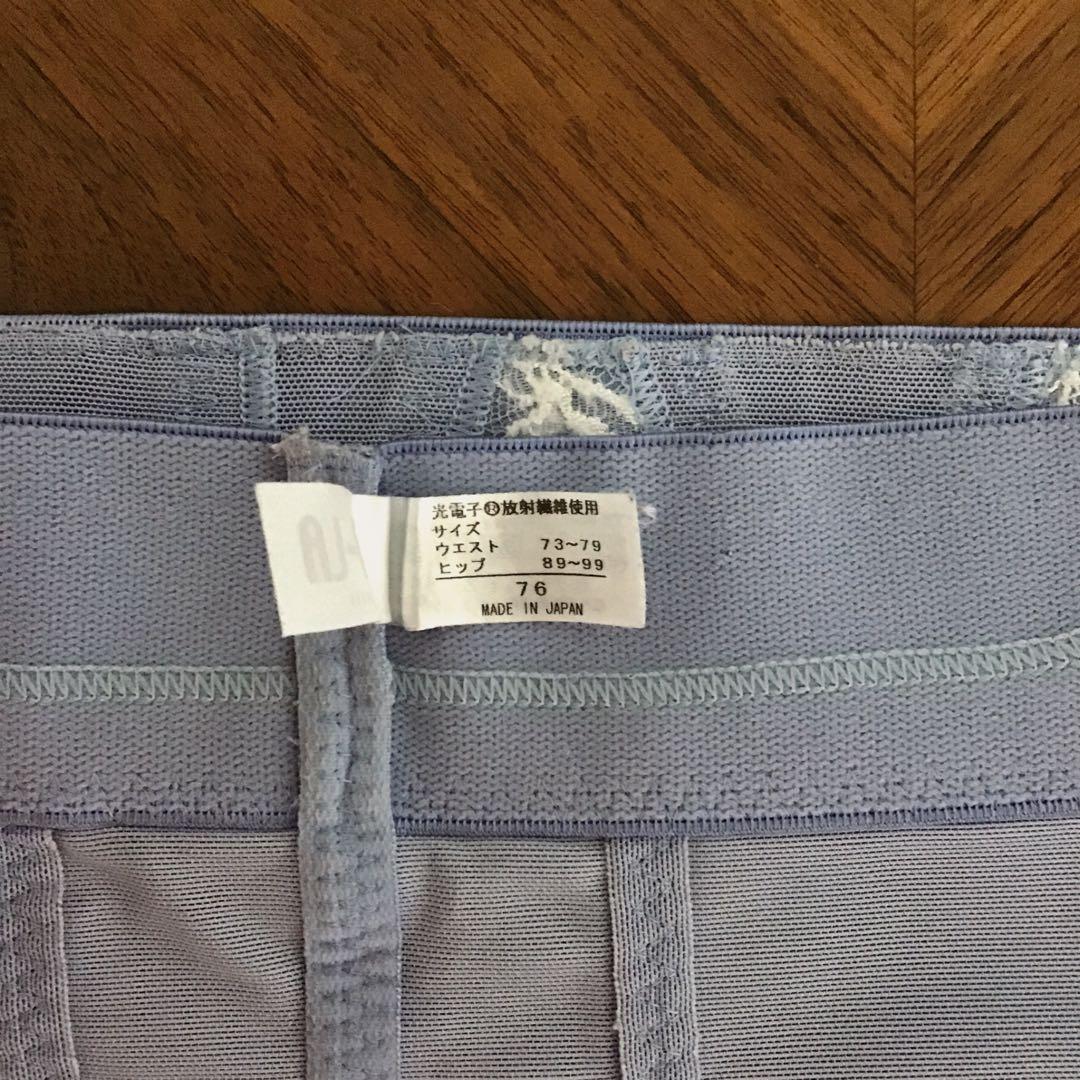 光電子®放射繊維使用
サイズ
ウエスト 73~79
ヒップ 89~99
76
MADE IN JAPAN